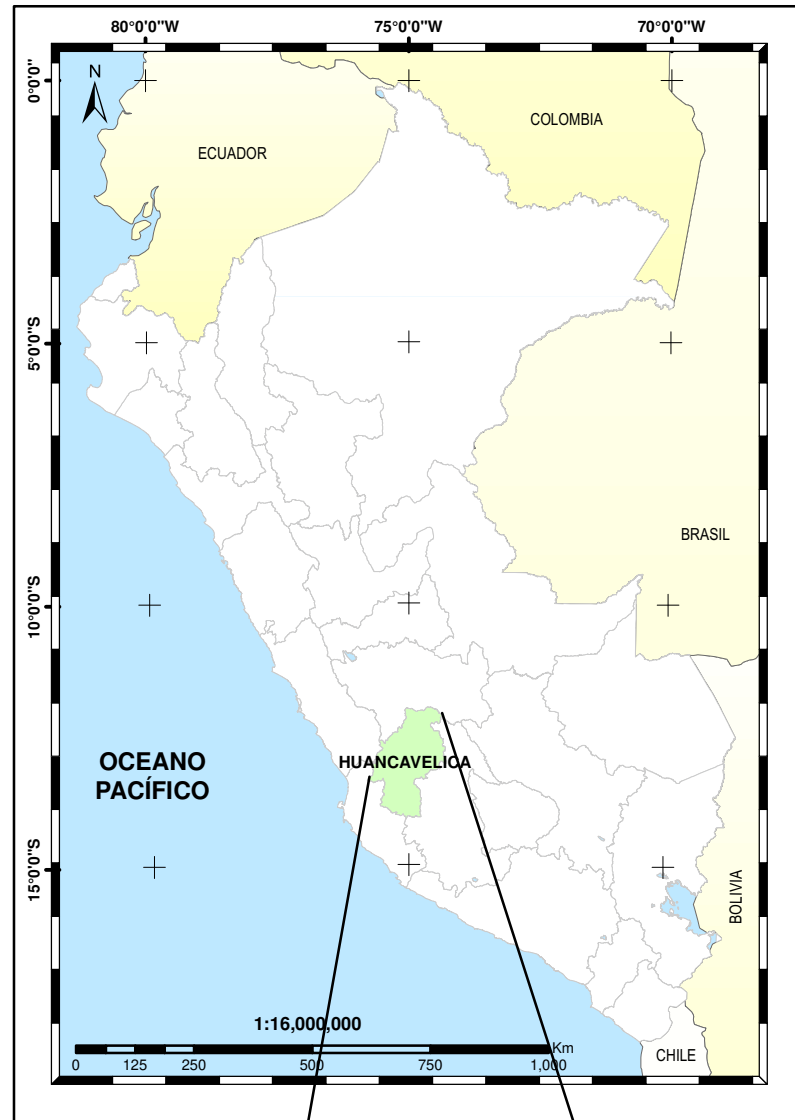 80°0'0"W 75°0'0"W 70°0'0"W
0°0'0"
N
COLOMBIA
ECUADOR
5°0'0"S
BRASIL
10°0'0"S
HUANCAVELICA
OCEANO
PACÍFICO
15°0'0"S
BOLIVIA
1:16,000,000
Km
0 125 250 500 750 1,000
CHILE